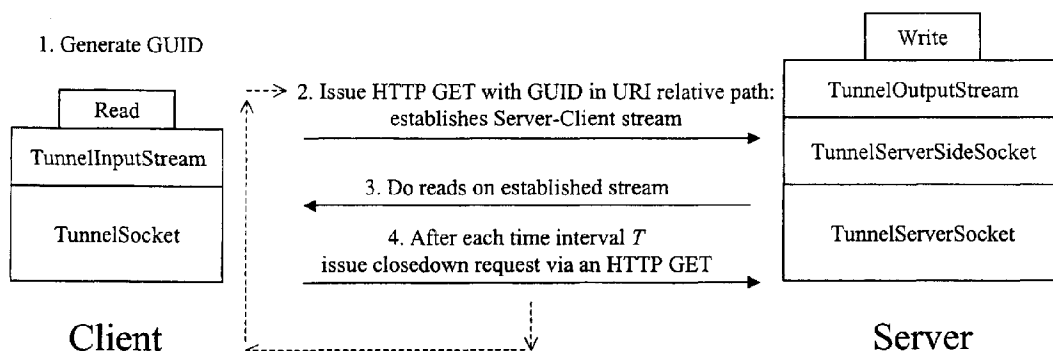 1. Generate GUID
Read
TunnelInputStream
TunnelSocket
Client
2. Issue HTTP GET with GUID in URI relative path:
establishes Server-Client stream
3. Do reads on established stream
4. After each time interval T
issue closedown request via an HTTP GET
Write
TunnelOutputStream
TunnelServerSideSocket
TunnelServerSocket
Server